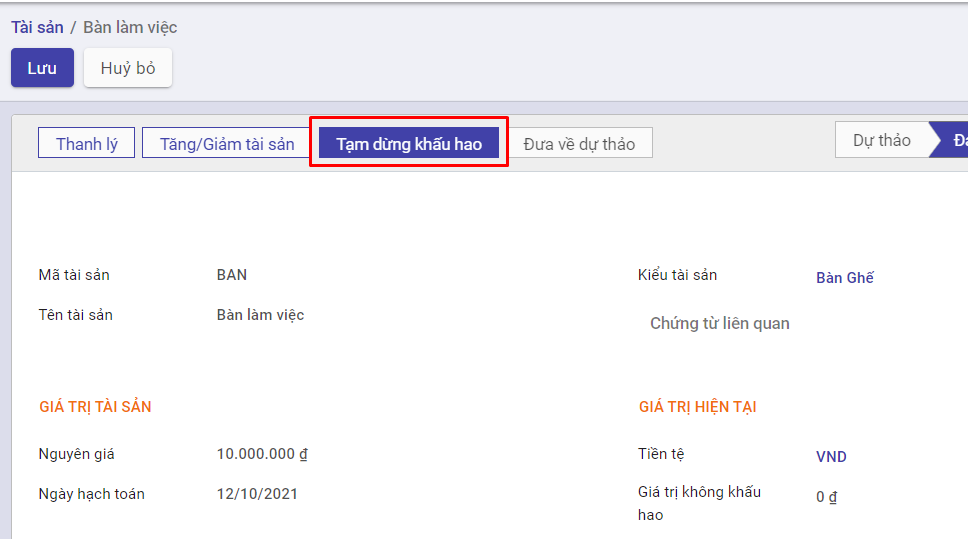 Tài sản / Bàn làm việc
Lưu Huỷ bỏ
Thanh lý Tăng/Giảm tài sản Tạm dừng khấu hao Đưa về dự thảo Dự thảo
Mã tài sản BAN Kiểu tài sản Bàn Ghế
Tên tài sản Bàn làm việc Chứng từ liên quan
GIÁ TRỊ TÀI SẢN GIÁ TRỊ HIỆN TẠI
Nguyên giá 10.000.000 ₫ Tiền tệ VND
Ngày hạch toán 12/10/2021 Giá trị không khấu
hao 0 ₫